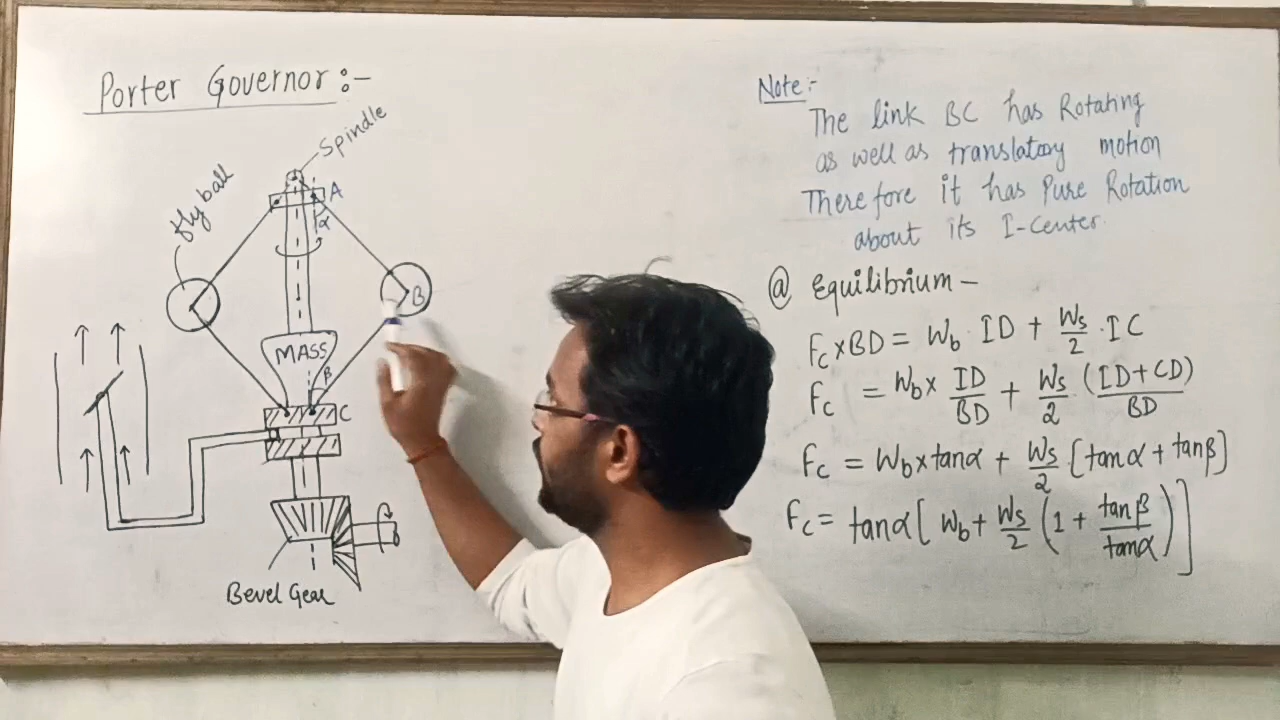 Porter Governor:-
Spindle
fly ball
A
α
B
MASS
β
C
Bevel Gear
Note:-
The link BC has Rotating
as well as translatory motion
Therefore it has Pure Rotation
about its I-center.
@ Equilibrium -
Fc×BD = Wb·ID + Ws/2 ·IC
Fc = Wb× ID/BD + Ws/2 · (ID+CD)/BD
Fc = Wb×tanα + Ws/2 [tanα + tanβ]
Fc = tanα[ Wb + Ws/2 (1 + tanβ/tanα)]